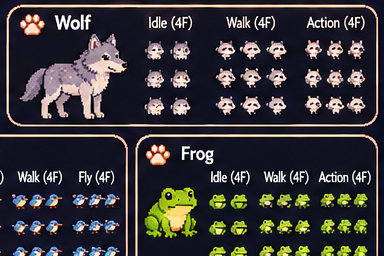 Wolf Idle (4F) Walk (4F) Action (4F)
Walk (4F) Fly (4F)
Frog
Idle (4F) Walk (4F) Action (4F)